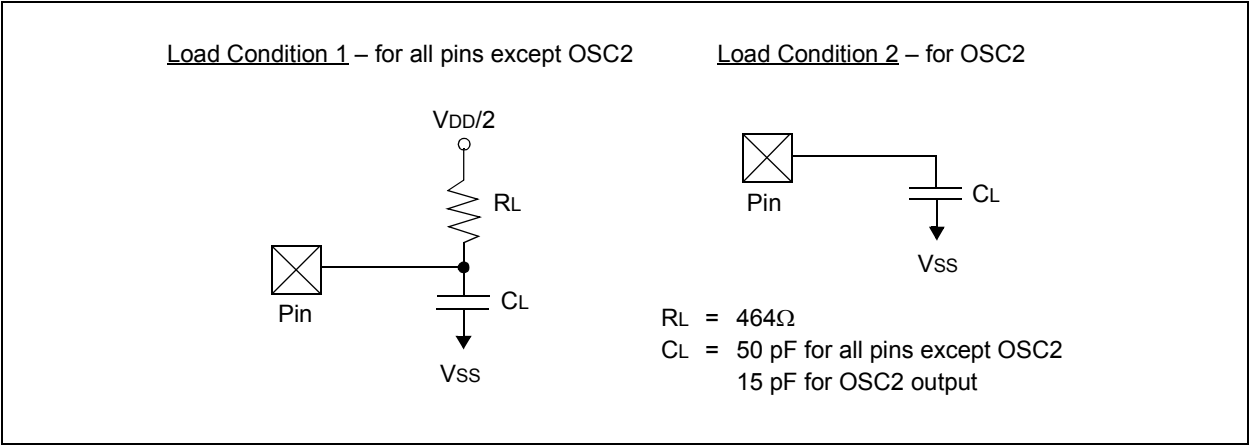 Load Condition 1 – for all pins except OSC2
Load Condition 2 – for OSC2
VDD/2
RL
Pin
CL
VSS
Pin
CL
VSS
RL = 464Ω
CL = 50 pF for all pins except OSC2
15 pF for OSC2 output